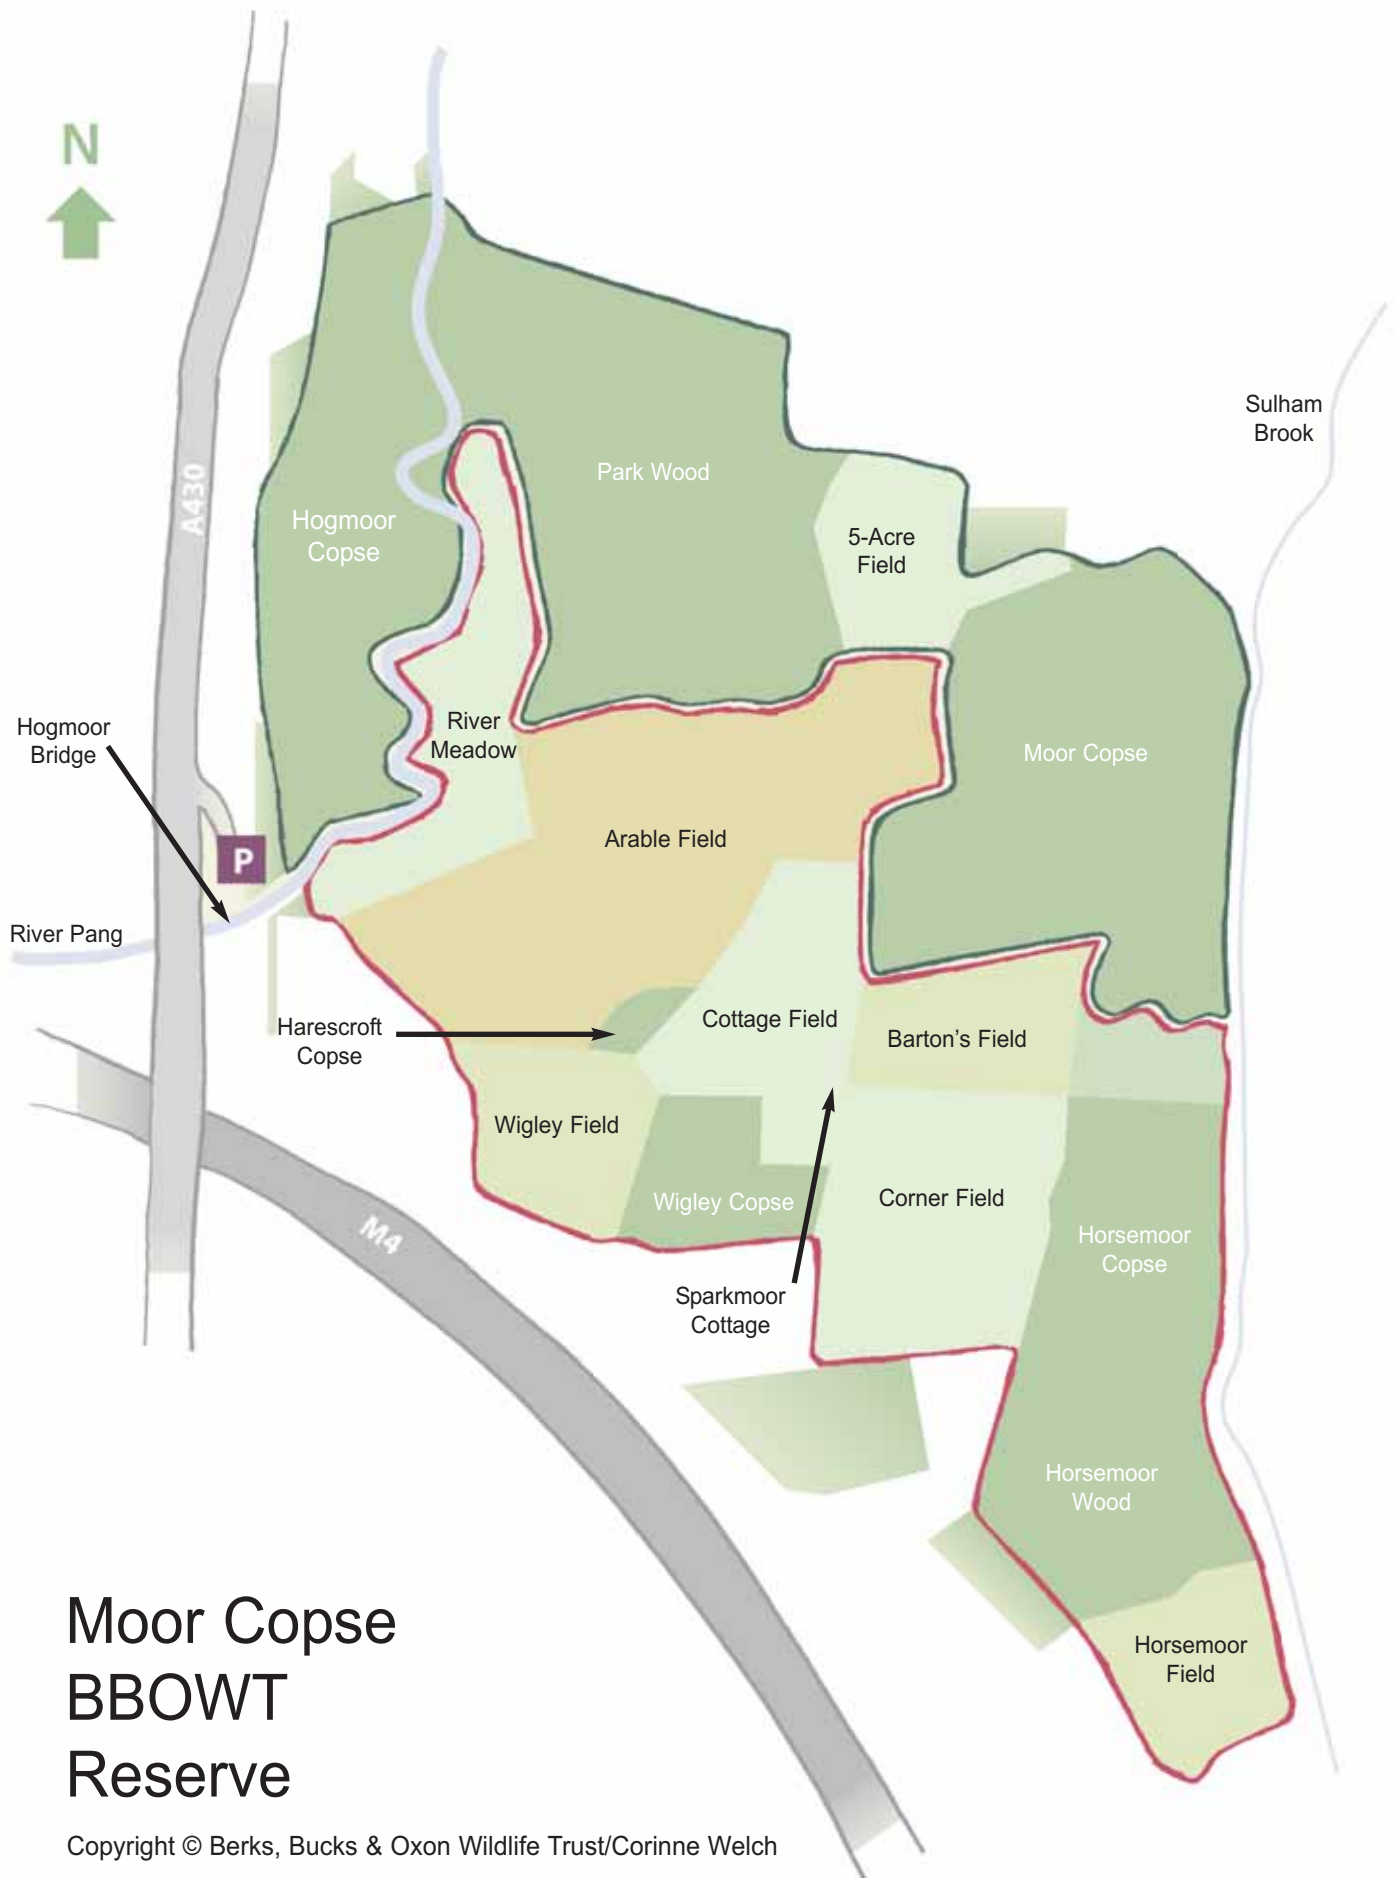 N
Sulham
Brook
A430
Park Wood
Hogmoor
Copse
5-Acre
Field
Hogmoor
Bridge
River
Meadow
Moor Copse
Arable Field
P
River Pang
Harescroft
Copse
Cottage Field
Barton's Field
Wigley Field
Wigley Copse
Corner Field
M4
Horsemoor
Copse
Sparkmoor
Cottage
Horsemoor
Wood
Horsemoor
Field
Moor Copse
BBOWT
Reserve
Copyright © Berks, Bucks & Oxon Wildlife Trust/Corinne Welch